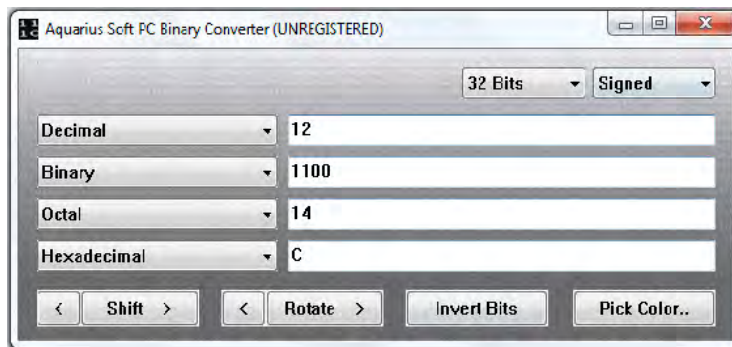 Aquarius Soft PC Binary Converter (UNREGISTERED)
32 Bits Signed
Decimal 12
Binary 1100
Octal 14
Hexadecimal C
< Shift > < Rotate > Invert Bits Pick Color..